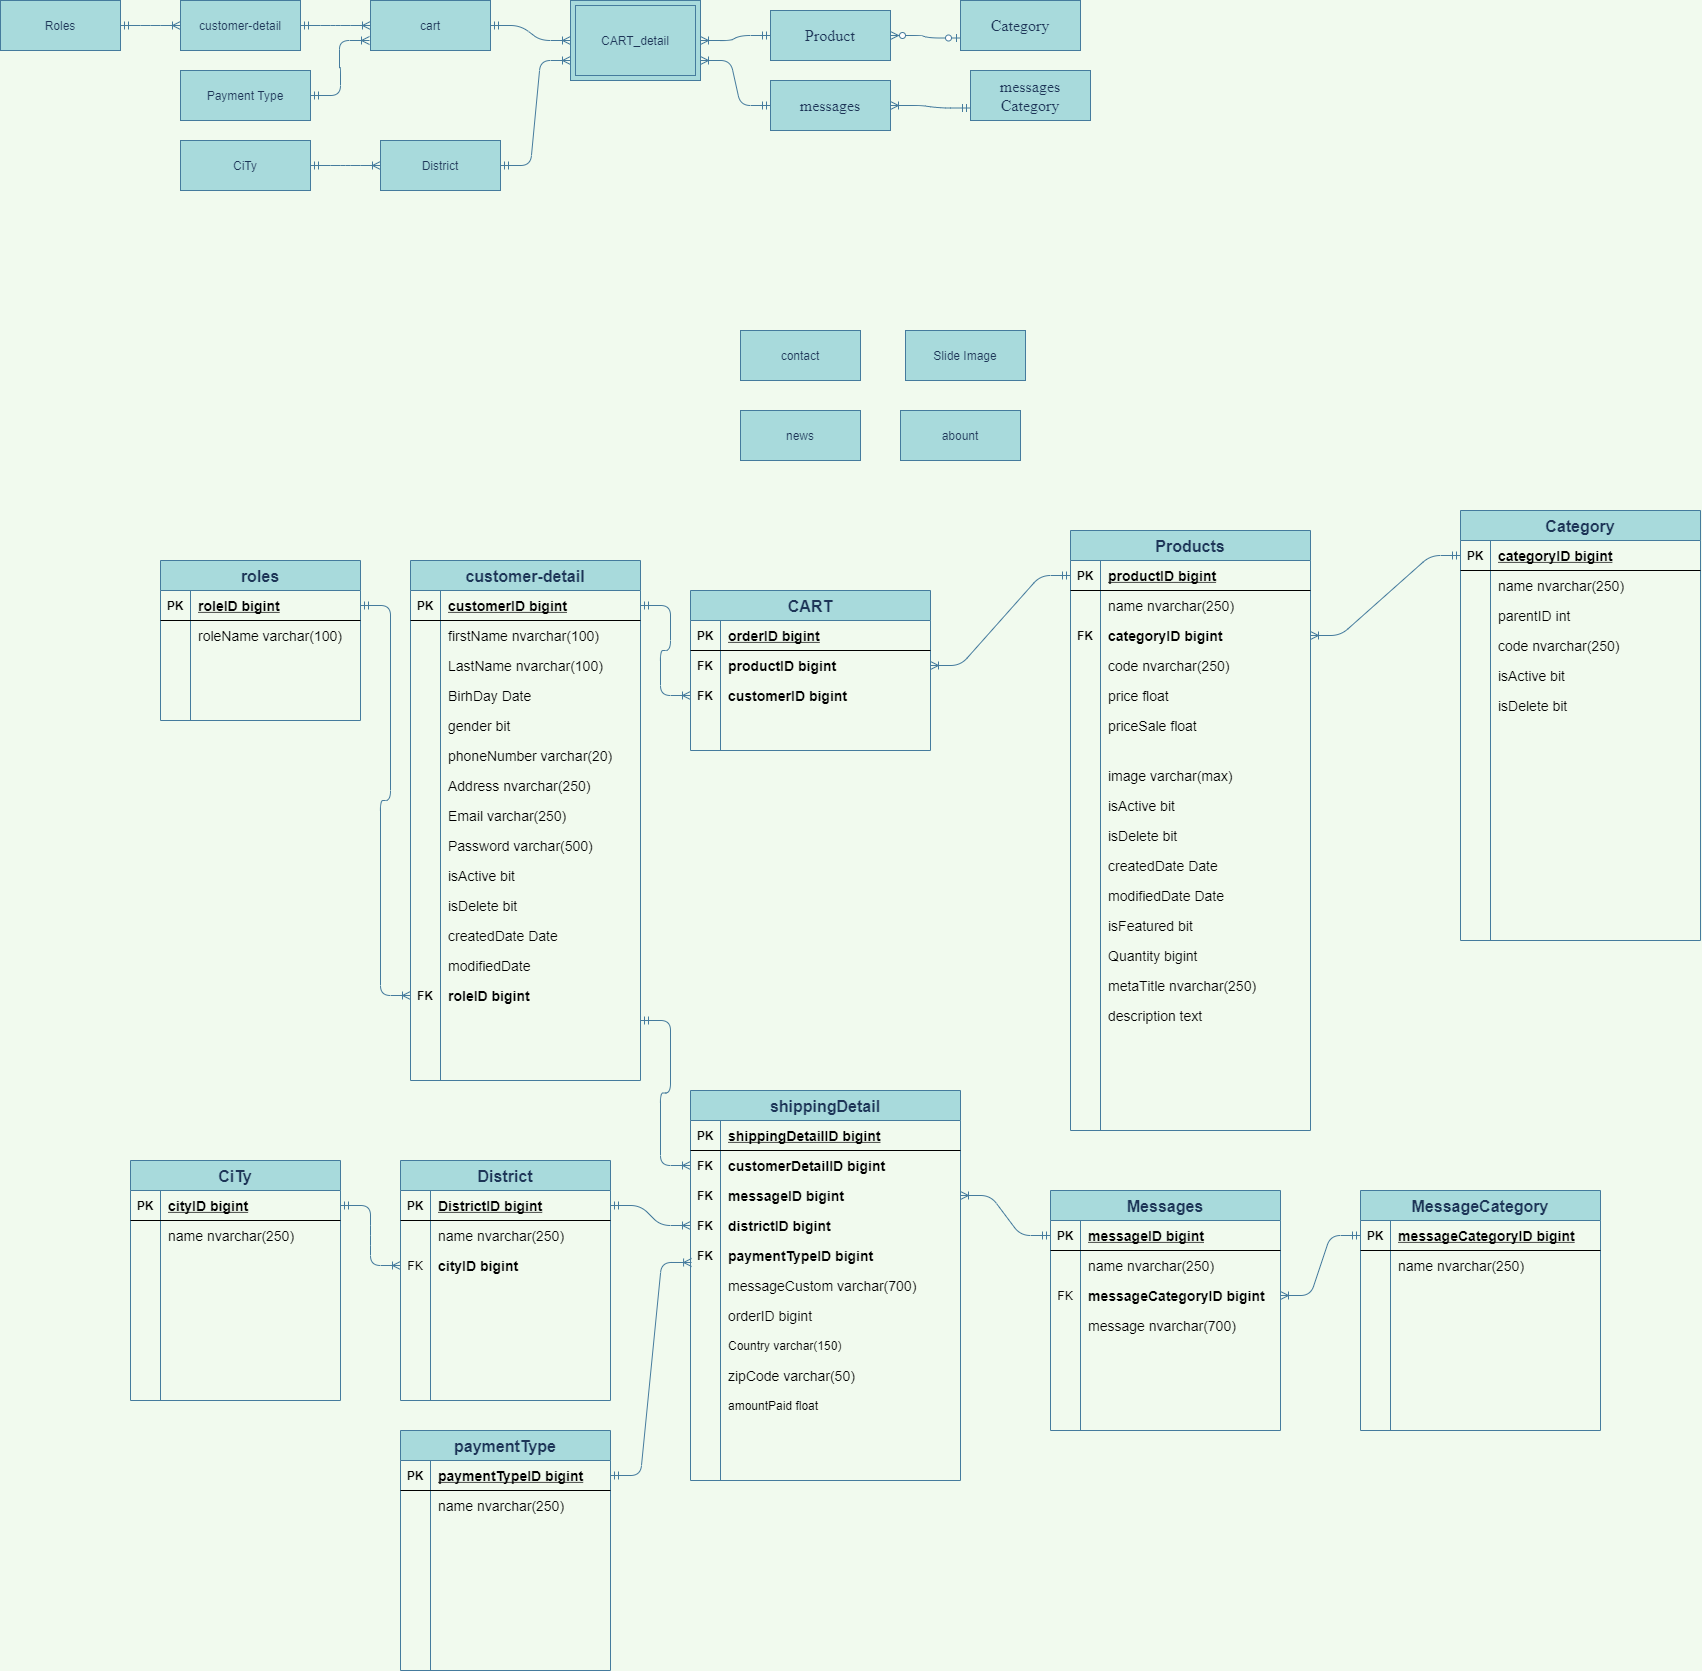 Roles
customer-detail
cart
CART_detail
Product
Category
Payment Type
messages
messages
Category
CiTy
District
contact
Slide Image
news
abount
roles
PK roleID bigint
roleName varchar(100)
customer-detail
PK customerID bigint
firstName nvarchar(100)
LastName nvarchar(100)
BirhDay Date
gender bit
phoneNumber varchar(20)
Address nvarchar(250)
Email varchar(250)
Password varchar(500)
isActive bit
isDelete bit
createdDate Date
modifiedDate
FK roleID bigint
CART
PK orderID bigint
FK productID bigint
FK customerID bigint
Products
PK productID bigint
name nvarchar(250)
FK categoryID bigint
code nvarchar(250)
price float
priceSale float
image varchar(max)
isActive bit
isDelete bit
createdDate Date
modifiedDate Date
isFeatured bit
Quantity bigint
metaTitle nvarchar(250)
description text
Category
PK categoryID bigint
name nvarchar(250)
parentID int
code nvarchar(250)
isActive bit
isDelete bit
CiTy
PK cityID bigint
name nvarchar(250)
District
PK DistrictID bigint
name nvarchar(250)
FK cityID bigint
shippingDetail
PK shippingDetailID bigint
FK customerDetailID bigint
FK messageID bigint
FK districtID bigint
FK paymentTypeID bigint
messageCustom varchar(700)
orderID bigint
Country varchar(150)
zipCode varchar(50)
amountPaid float
Messages
PK messageID bigint
name nvarchar(250)
FK messageCategoryID bigint
message nvarchar(700)
MessageCategory
PK messageCategoryID bigint
name nvarchar(250)
paymentType
PK paymentTypeID bigint
name nvarchar(250)